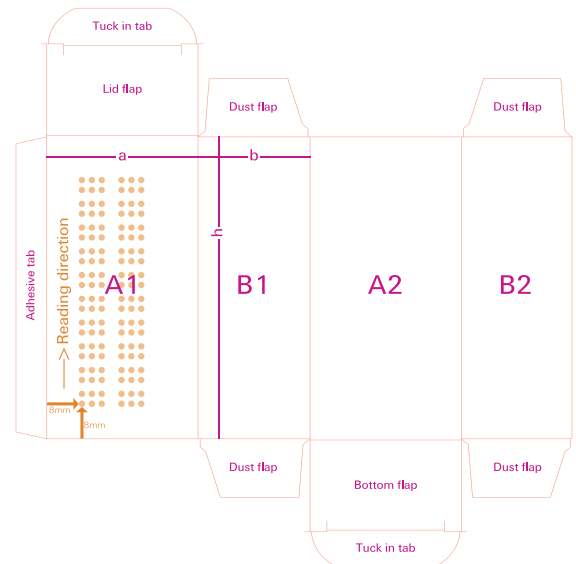 Tuck in tab
Lid flap
Dust flap
Dust flap
a
b
h
Adhesive tab
—> Reading direction
A1
B1
A2
B2
8mm
8mm
Dust flap
Bottom flap
Dust flap
Tuck in tab